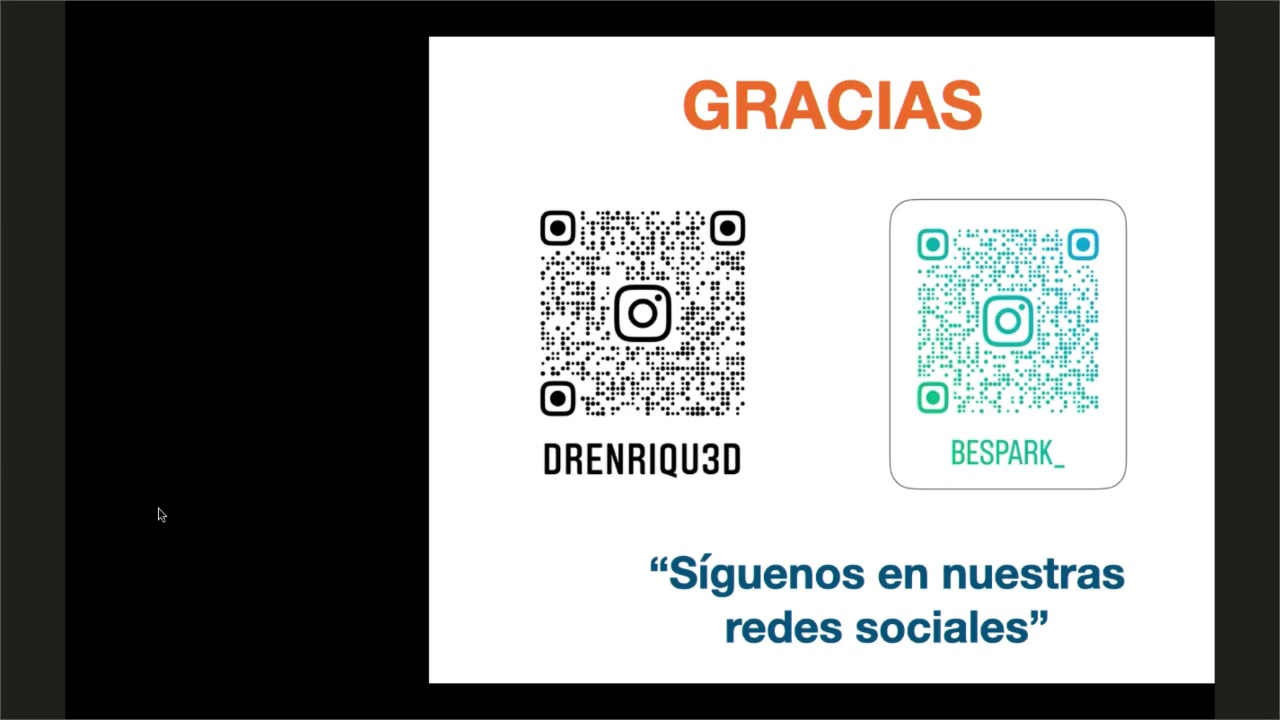 GRACIAS
DRENRIQU3D
BESPARK_
“Síguenos en nuestras
redes sociales”